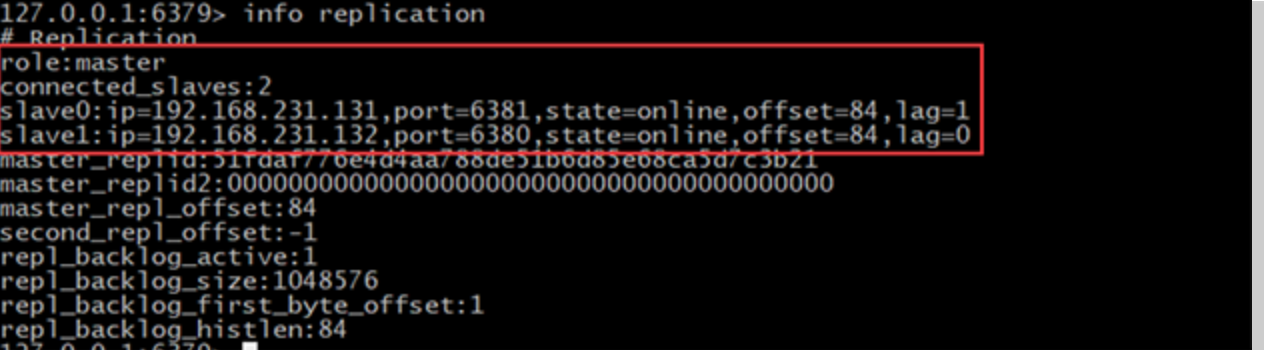 127.0.0.1:6379> info replication
# Replication
role:master
connected_slaves:2
slave0:ip=192.168.231.131,port=6381,state=online,offset=84,lag=1
slave1:ip=192.168.231.132,port=6380,state=online,offset=84,lag=0
master_replid:51fdaf776e4d4aa788de51b6d85e68ca5d7c3b21
master_replid2:0000000000000000000000000000000000000000
master_repl_offset:84
second_repl_offset:-1
repl_backlog_active:1
repl_backlog_size:1048576
repl_backlog_first_byte_offset:1
repl_backlog_histlen:84
127.0.0.1:6379>